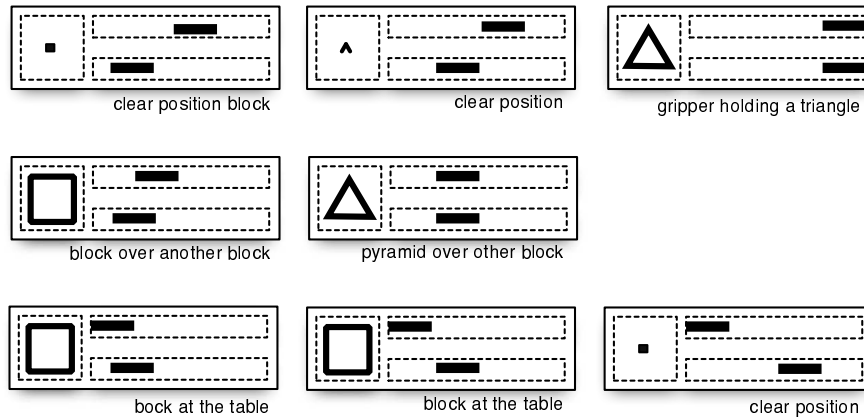 clear position block
clear position
gripper holding a triangle
block over another block
pyramid over other block
bock at the table
block at the table
clear position